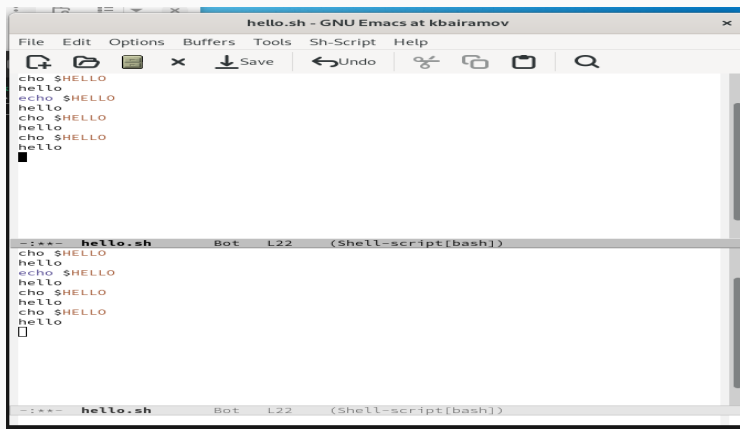 hello.sh - GNU Emacs at kbairamov
File Edit Options Buffers Tools Sh-Script Help
Save Undo
cho $HELLO
hello
echo $HELLO
hello
cho $HELLO
hello
cho $HELLO
hello
-:**- hello.sh Bot L22 (Shell-script[bash])
cho $HELLO
hello
echo $HELLO
hello
cho $HELLO
hello
cho $HELLO
hello
-:**- hello.sh Bot L22 (Shell-script[bash])